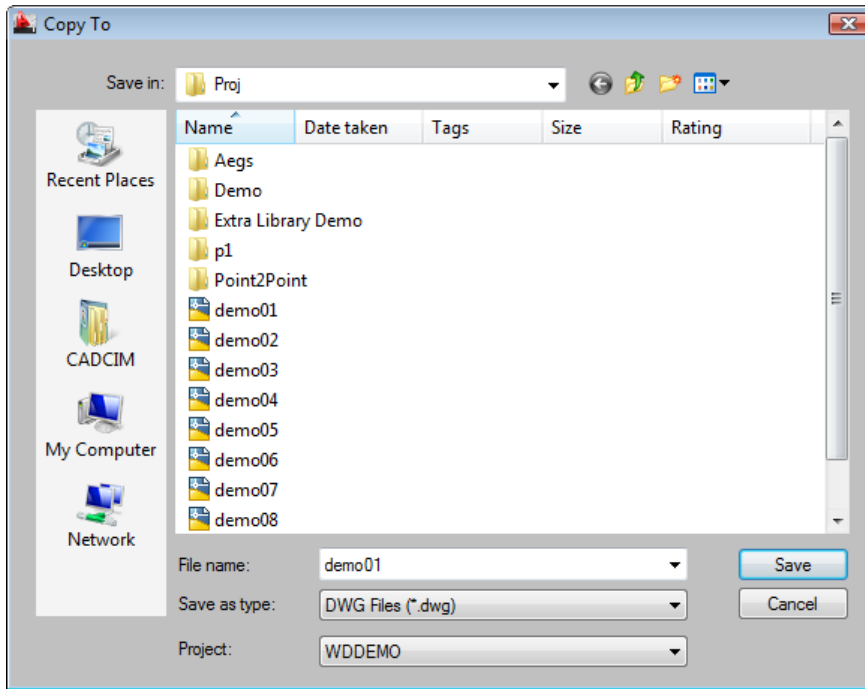 Copy To
Save in: Proj
Name Date taken Tags Size Rating
Recent Places
Desktop
CADCIM
My Computer
Network
Aegs
Demo
Extra Library Demo
p1
Point2Point
demo01
demo02
demo03
demo04
demo05
demo06
demo07
demo08
File name: demo01 Save
Save as type: DWG Files (*.dwg) Cancel
Project: WDDEMO